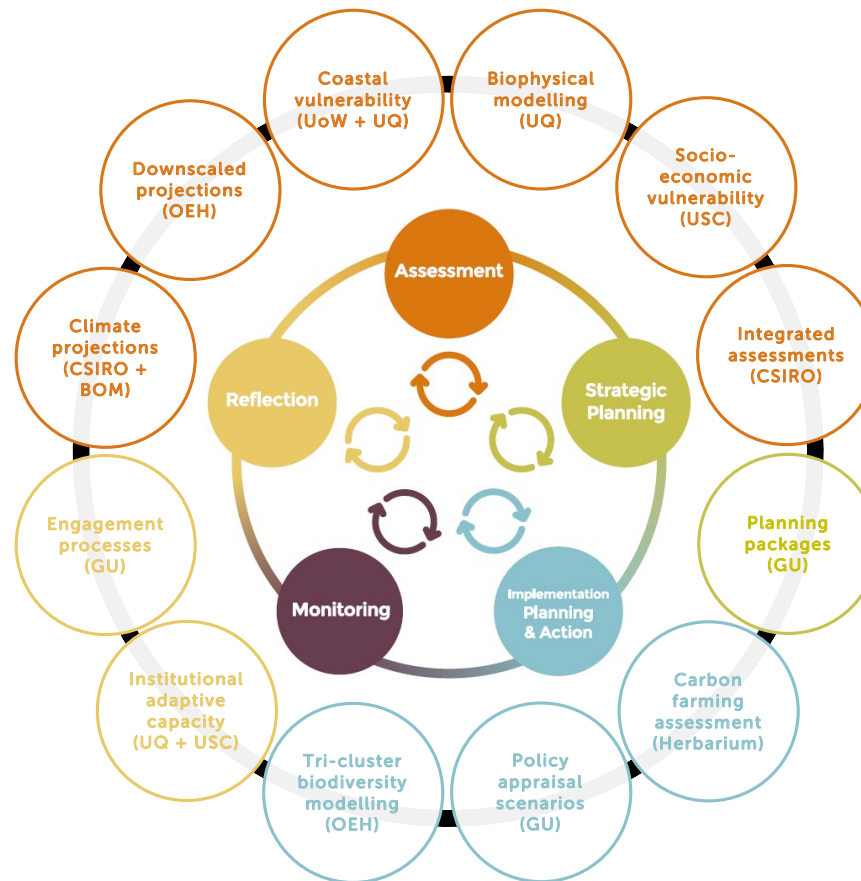 Coastal
vulnerability
(UoW + UQ)
Biophysical
modelling
(UQ)
Downscaled
projections
(OEH)
Socio-
economic
vulnerability
(USC)
Climate
projections
(CSIRO +
BOM)
Integrated
assessments
(CSIRO)
Assessment
Reflection
Strategic
Planning
Monitoring
Implementation
Planning
& Action
Engagement
processes
(GU)
Planning
packages
(GU)
Institutional
adaptive
capacity
(UQ + USC)
Carbon
farming
assessment
(Herbarium)
Tri-cluster
biodiversity
modelling
(OEH)
Policy
appraisal
scenarios
(GU)